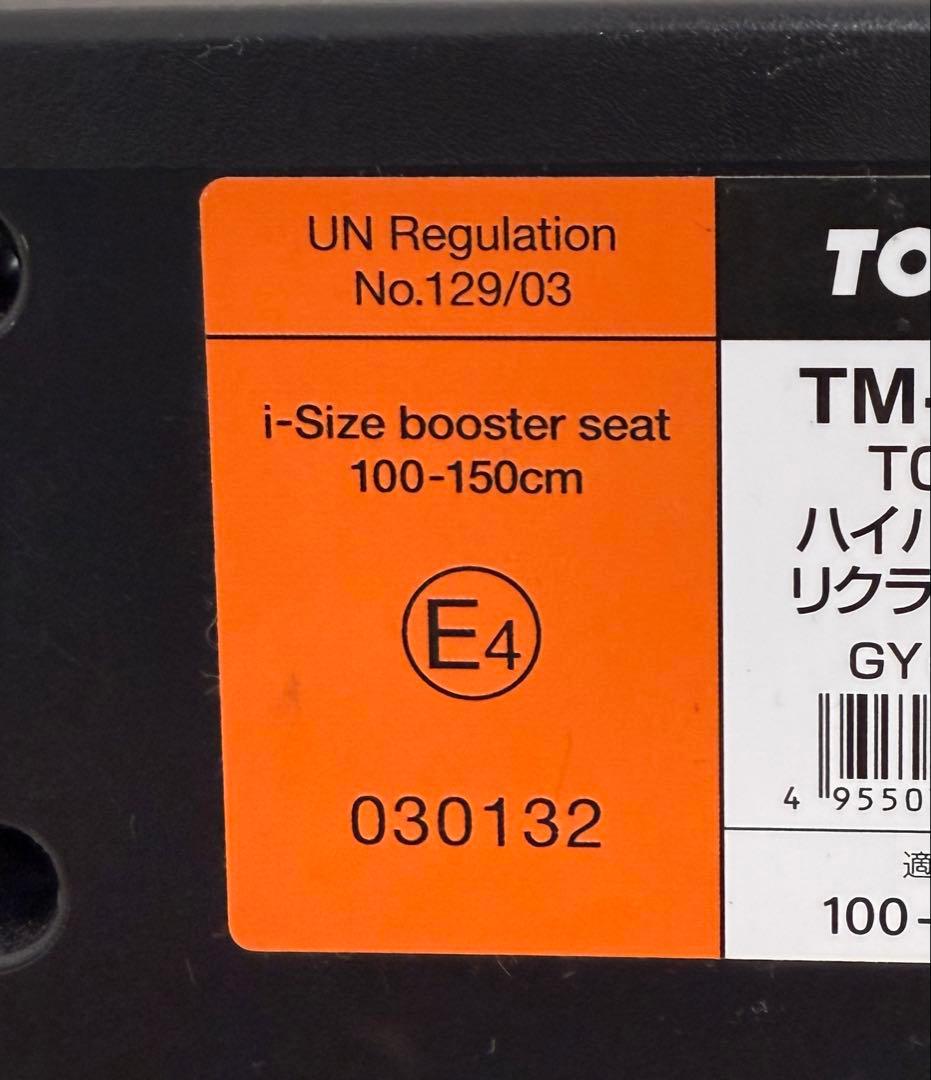 UN Regulation
No.129/03
i-Size booster seat
100-150cm
E4
030132
TO
TM-
TO
ハイバ
リクラ
GY
4 9550
適
100-